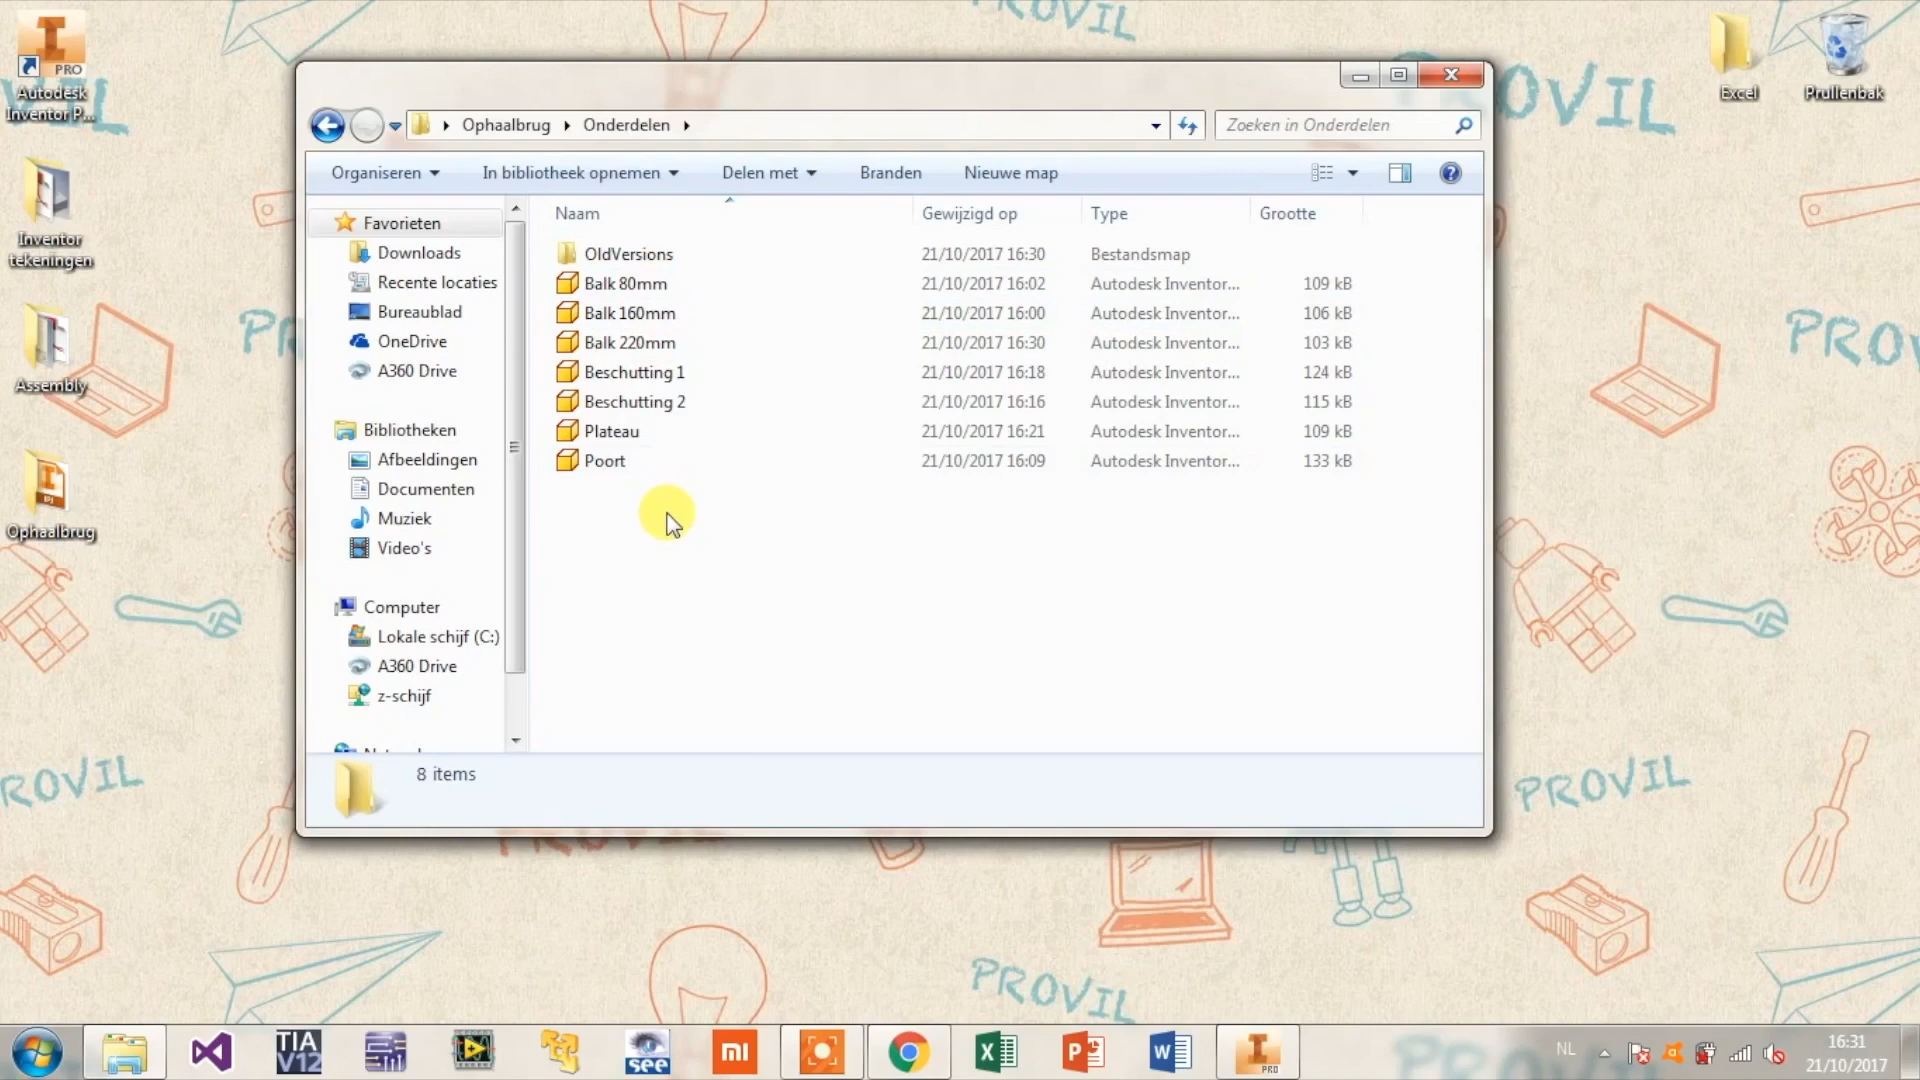 PRO
Autodesk
Inventor P...
Inventor
tekeningen
Assembly
IPJ
Ophaalbrug
Excel
Prullenbak
Ophaalbrug
Onderdelen
Zoeken in Onderdelen
Organiseren
In bibliotheek opnemen
Delen met
Branden
Nieuwe map
Favorieten
Downloads
Recente locaties
Bureaublad
OneDrive
A360 Drive
Bibliotheken
Afbeeldingen
Documenten
Muziek
Video's
Computer
Lokale schijf (C:)
A360 Drive
z-schijf
Naam Gewijzigd op Type Grootte
OldVersions 21/10/2017 16:30 Bestandsmap
Balk 80mm 21/10/2017 16:02 Autodesk Inventor... 109 kB
Balk 160mm 21/10/2017 16:00 Autodesk Inventor... 106 kB
Balk 220mm 21/10/2017 16:30 Autodesk Inventor... 103 kB
Beschutting 1 21/10/2017 16:18 Autodesk Inventor... 124 kB
Beschutting 2 21/10/2017 16:16 Autodesk Inventor... 115 kB
Plateau 21/10/2017 16:21 Autodesk Inventor... 109 kB
Poort 21/10/2017 16:09 Autodesk Inventor... 133 kB
8 items
PROVIL
PROVIL
PROVIL
TIA
V12
see
mi
PRO
NL
16:31
21/10/2017